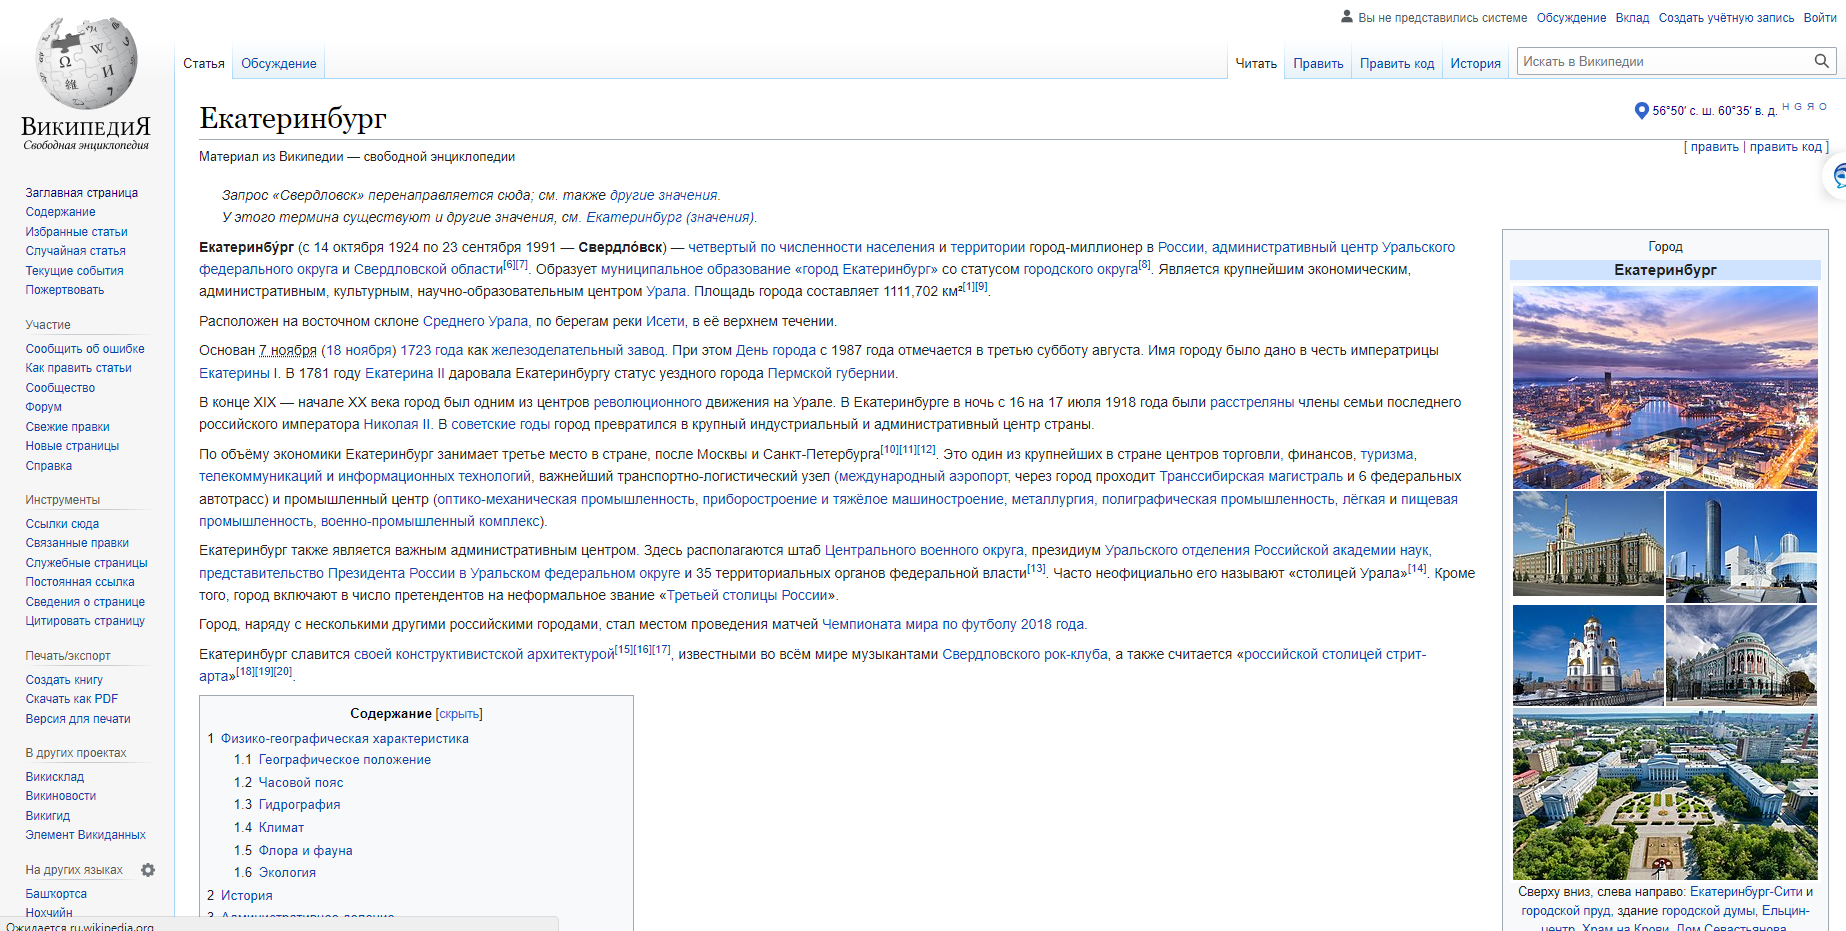 Вы не представились системе Обсуждение Вклад Создать учётную запись Войти
ВИКИПЕДИЯ
Свободная энциклопедия
Статья Обсуждение Читать Править Править код История Искать в Википедии
Заглавная страница
Содержание
Избранные статьи
Случайная статья
Текущие события
Пожертвовать
Участие
Сообщить об ошибке
Как править статьи
Сообщество
Форум
Свежие правки
Новые страницы
Справка
Инструменты
Ссылки сюда
Связанные правки
Служебные страницы
Постоянная ссылка
Сведения о странице
Цитировать страницу
Печать/экспорт
Создать книгу
Скачать как PDF
Версия для печати
В других проектах
Викисклад
Викиновости
Викигид
Элемент Викиданных
На других языках
Башҡортса
Нохчийн
Ожидается ru.wikipedia.org
Екатеринбург
56°50′ с. ш. 60°35′ в. д. H G Я O
[ править | править код ]
Материал из Википедии — свободной энциклопедии
Запрос «Свердловск» перенаправляется сюда; см. также другие значения.
У этого термина существуют и другие значения, см. Екатеринбург (значения).
Екатеринбу́рг (с 14 октября 1924 по 23 сентября 1991 — Свердло́вск) — четвертый по численности населения и территории город-миллионер в России, административный центр Уральского
федерального округа и Свердловской области[6][7]. Образует муниципальное образование «город Екатеринбург» со статусом городского округа[8]. Является крупнейшим экономическим,
административным, культурным, научно-образовательным центром Урала. Площадь города составляет 1111,702 км²[1][9].
Расположен на восточном склоне Среднего Урала, по берегам реки Исети, в её верхнем течении.
Основан 7 ноября (18 ноября) 1723 года как железоделательный завод. При этом День города с 1987 года отмечается в третью субботу августа. Имя городу было дано в честь императрицы
Екатерины I. В 1781 году Екатерина II даровала Екатеринбургу статус уездного города Пермской губернии.
В конце XIX — начале XX века город был одним из центров революционного движения на Урале. В Екатеринбурге в ночь с 16 на 17 июля 1918 года были расстреляны члены семьи последнего
российского императора Николая II. В советские годы город превратился в крупный индустриальный и административный центр страны.
По объёму экономики Екатеринбург занимает третье место в стране, после Москвы и Санкт-Петербурга[10][11][12]. Это один из крупнейших в стране центров торговли, финансов, туризма,
телекоммуникаций и информационных технологий, важнейший транспортно-логистический узел (международный аэропорт, через город проходит Транссибирская магистраль и 6 федеральных
автотрасс) и промышленный центр (оптико-механическая промышленность, приборостроение и тяжёлое машиностроение, металлургия, полиграфическая промышленность, лёгкая и пищевая
промышленность, военно-промышленный комплекс).
Екатеринбург также является важным административным центром. Здесь располагаются штаб Центрального военного округа, президиум Уральского отделения Российской академии наук,
представительство Президента России в Уральском федеральном округе и 35 территориальных органов федеральной власти[13]. Часто неофициально его называют «столицей Урала»[14]. Кроме
того, город включают в число претендентов на неформальное звание «Третьей столицы России».
Город, наряду с несколькими другими российскими городами, стал местом проведения матчей Чемпионата мира по футболу 2018 года.
Екатеринбург славится своей конструктивистской архитектурой[15][16][17], известными во всём мире музыкантами Свердловского рок-клуба, а также считается «российской столицей стрит-
арта»[18][19][20].
Содержание [скрыть]
1 Физико-географическая характеристика
1.1 Географическое положение
1.2 Часовой пояс
1.3 Гидрография
1.4 Климат
1.5 Флора и фауна
1.6 Экология
2 История
3 Административное деление
Город
Екатеринбург
Сверху вниз, слева направо: Екатеринбург-Сити и
городской пруд, здание городской думы, Ельцин-
центр, Храм на Крови, Дом Севастьянова,